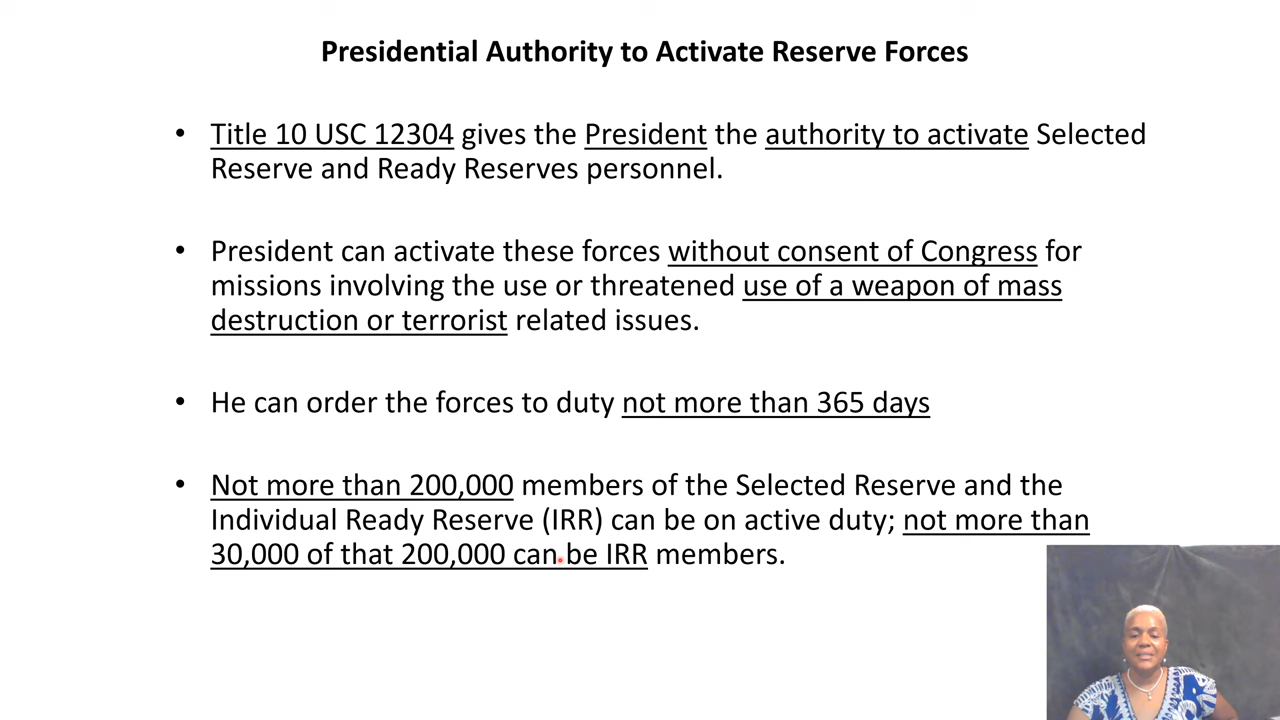 Presidential Authority to Activate Reserve Forces
• Title 10 USC 12304 gives the President the authority to activate Selected
Reserve and Ready Reserves personnel.
• President can activate these forces without consent of Congress for
missions involving the use or threatened use of a weapon of mass
destruction or terrorist related issues.
• He can order the forces to duty not more than 365 days
• Not more than 200,000 members of the Selected Reserve and the
Individual Ready Reserve (IRR) can be on active duty; not more than
30,000 of that 200,000 can be IRR members.